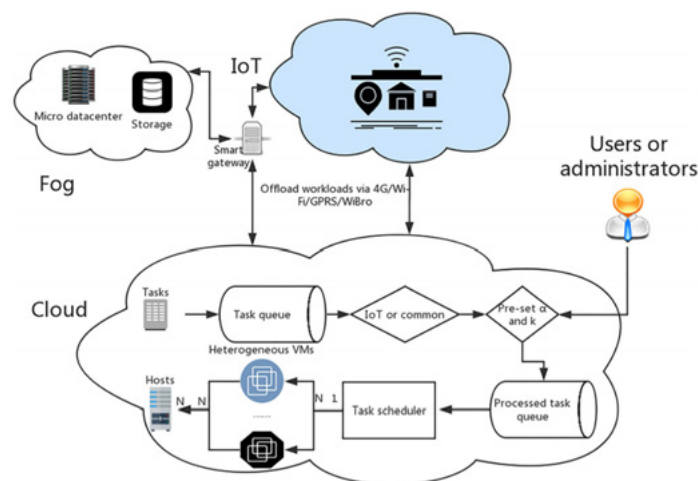 IoT
Micro datacenter
Storage
Smart
gateway
Fog
Users or
administrators
Offload workloads via 4G/Wi-
Fi/GPRS/WiBro
Cloud
Tasks
Task queue
IoT or common
Pre-set α
and k
Heterogeneous VMs
Hosts
N
N
......
N
1
Task scheduler
Processed task
queue